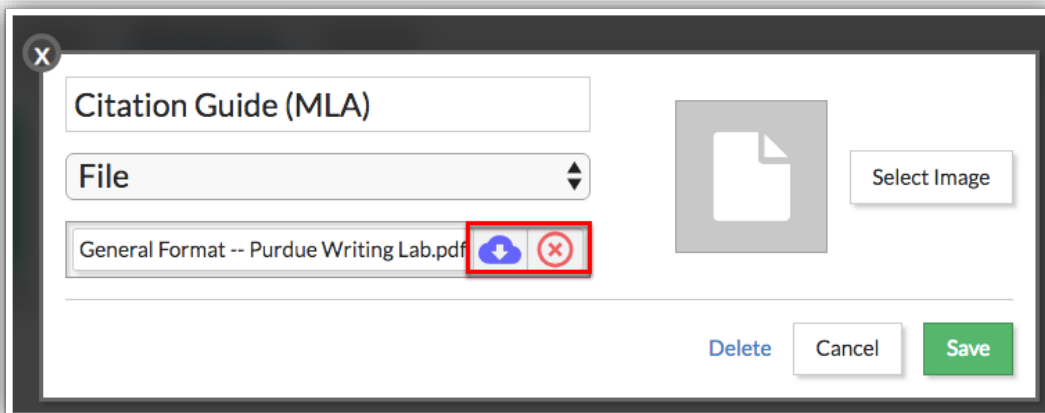 X
Citation Guide (MLA)
File
Select Image
General Format -- Purdue Writing Lab.pdf
Delete
Cancel
Save